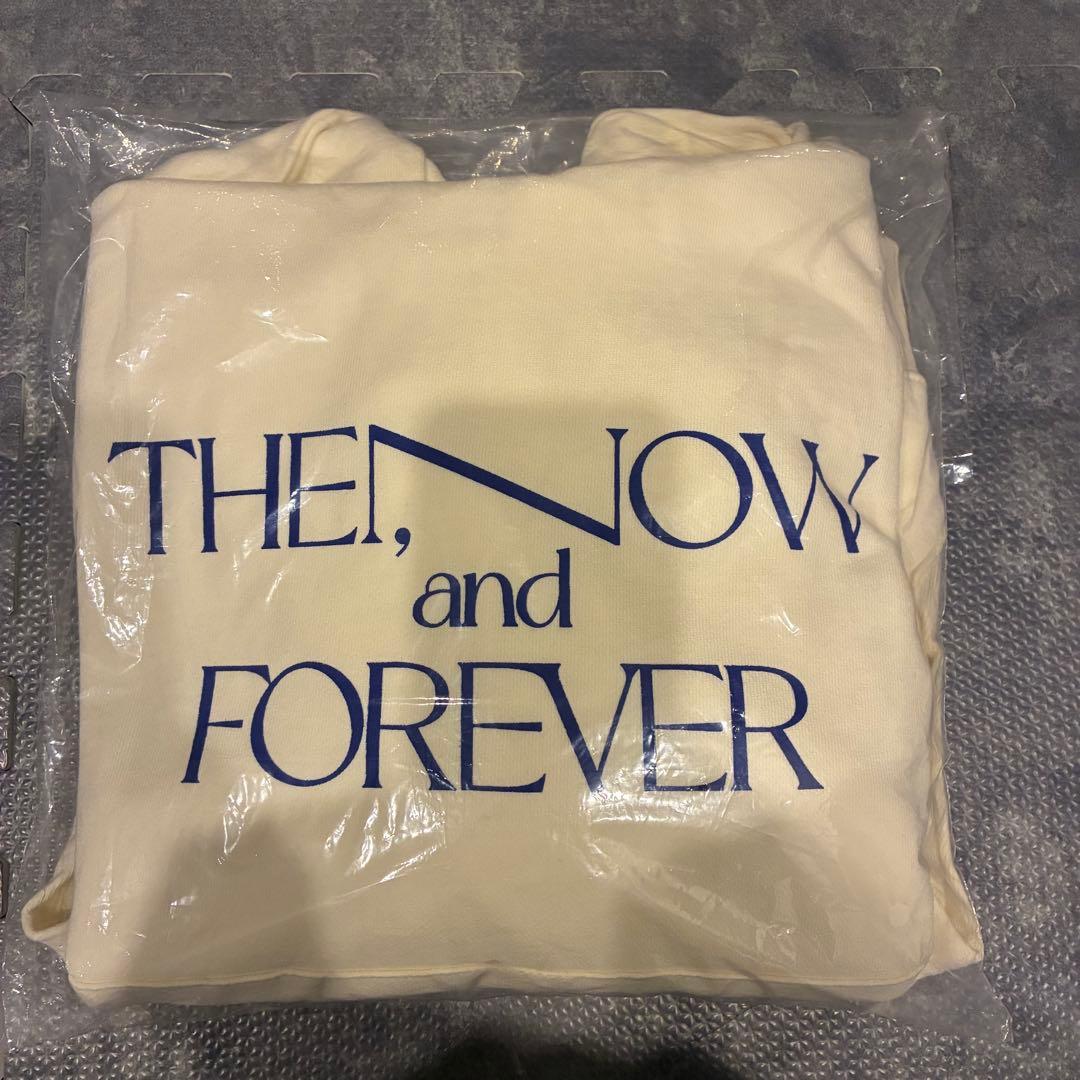 THEN, NOW
and
FOREVER